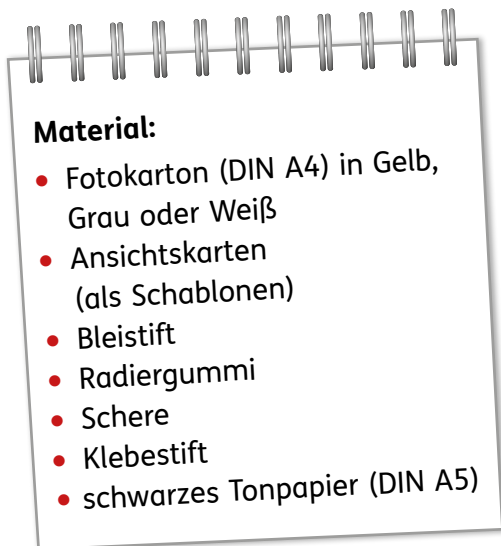 Material:
• Fotokarton (DIN A4) in Gelb,
Grau oder Weiß
• Ansichtskarten
(als Schablonen)
• Bleistift
• Radiergummi
• Schere
• Klebestift
• schwarzes Tonpapier (DIN A5)